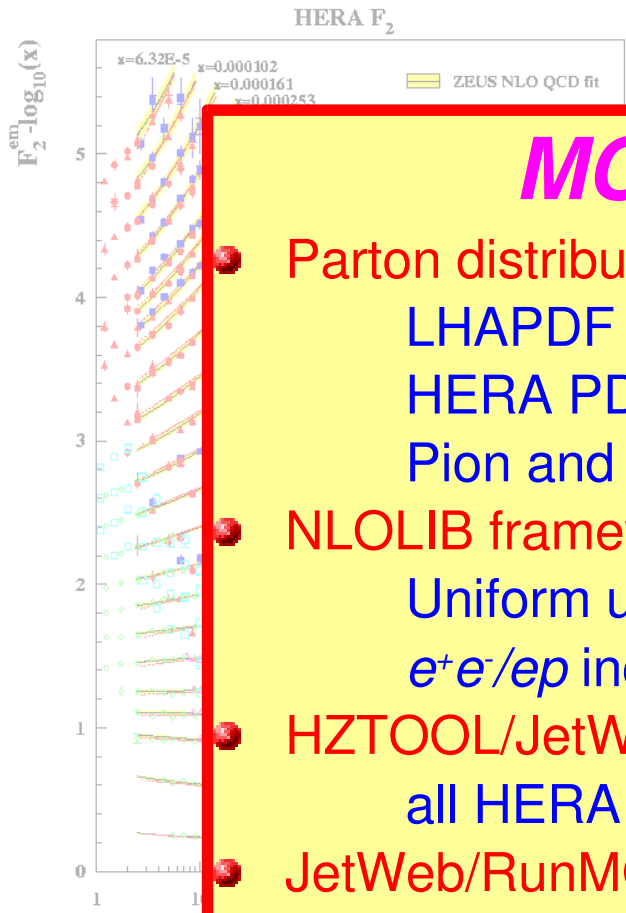 HERA F2
x=6.32E-5
x=0.000102
x=0.000161
x=0.000253
ZEUS NLO QCD fit
F2em-log10(x)
5
4
3
2
1
0
1
10
MC
Parton distribu
LHAPDF
HERA PD
Pion and
NLOLIB frame
Uniform u
e+e-/ep in
HZTOOL/JetW
all HERA
JetWeb/RunMC